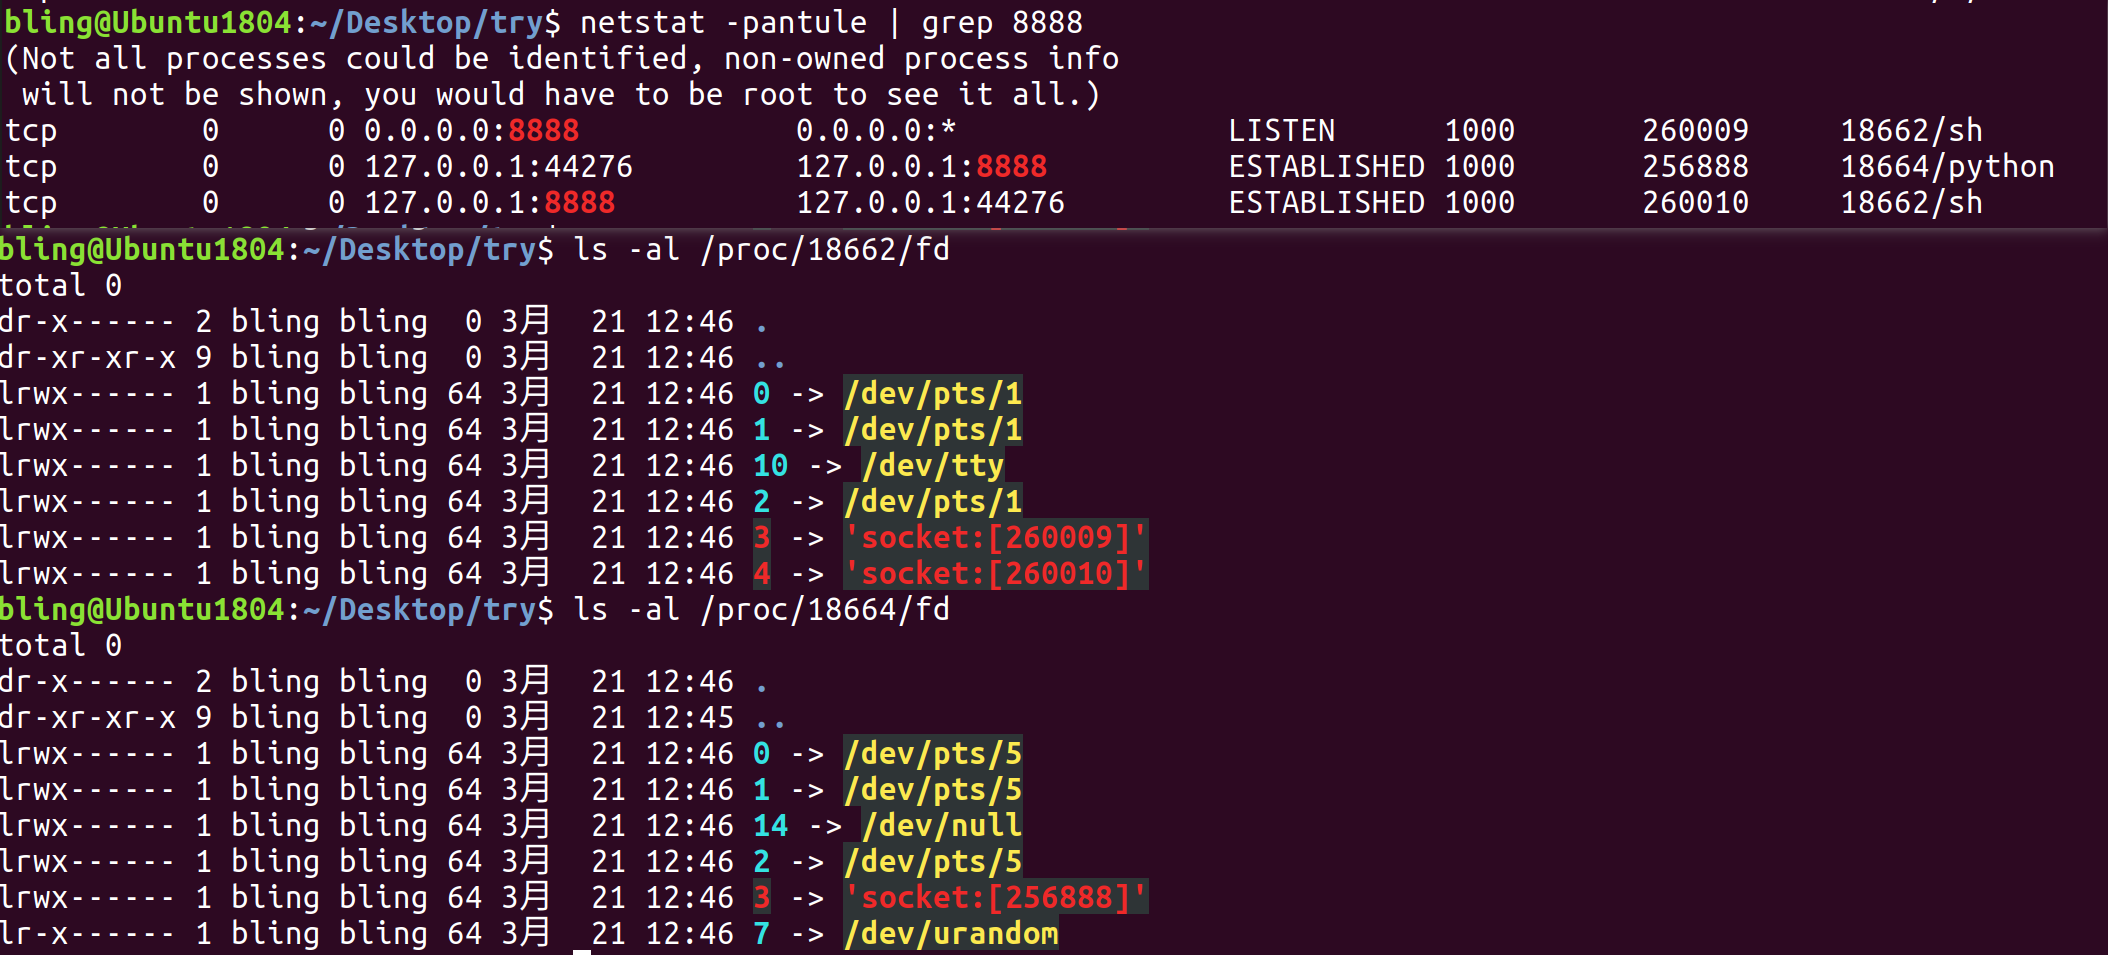 bling@Ubuntu1804:~/Desktop/try$ netstat -pantule | grep 8888
(Not all processes could be identified, non-owned process info
 will not be shown, you would have to be root to see it all.)
tcp        0      0 0.0.0.0:8888            0.0.0.0:*               LISTEN      1000       260009     18662/sh
tcp        0      0 127.0.0.1:44276         127.0.0.1:8888          ESTABLISHED 1000       256888     18664/python
tcp        0      0 127.0.0.1:8888          127.0.0.1:44276         ESTABLISHED 1000       260010     18662/sh
bling@Ubuntu1804:~/Desktop/try$ ls -al /proc/18662/fd
total 0
dr-x------ 2 bling bling  0 3月  21 12:46 .
dr-xr-xr-x 9 bling bling  0 3月  21 12:46 ..
lrwx------ 1 bling bling 64 3月  21 12:46 0 -> /dev/pts/1
lrwx------ 1 bling bling 64 3月  21 12:46 1 -> /dev/pts/1
lrwx------ 1 bling bling 64 3月  21 12:46 10 -> /dev/tty
lrwx------ 1 bling bling 64 3月  21 12:46 2 -> /dev/pts/1
lrwx------ 1 bling bling 64 3月  21 12:46 3 -> 'socket:[260009]'
lrwx------ 1 bling bling 64 3月  21 12:46 4 -> 'socket:[260010]'
bling@Ubuntu1804:~/Desktop/try$ ls -al /proc/18664/fd
total 0
dr-x------ 2 bling bling  0 3月  21 12:46 .
dr-xr-xr-x 9 bling bling  0 3月  21 12:45 ..
lrwx------ 1 bling bling 64 3月  21 12:46 0 -> /dev/pts/5
lrwx------ 1 bling bling 64 3月  21 12:46 1 -> /dev/pts/5
lrwx------ 1 bling bling 64 3月  21 12:46 14 -> /dev/null
lrwx------ 1 bling bling 64 3月  21 12:46 2 -> /dev/pts/5
lrwx------ 1 bling bling 64 3月  21 12:46 3 -> 'socket:[256888]'
lr-x------ 1 bling bling 64 3月  21 12:46 7 -> /dev/urandom